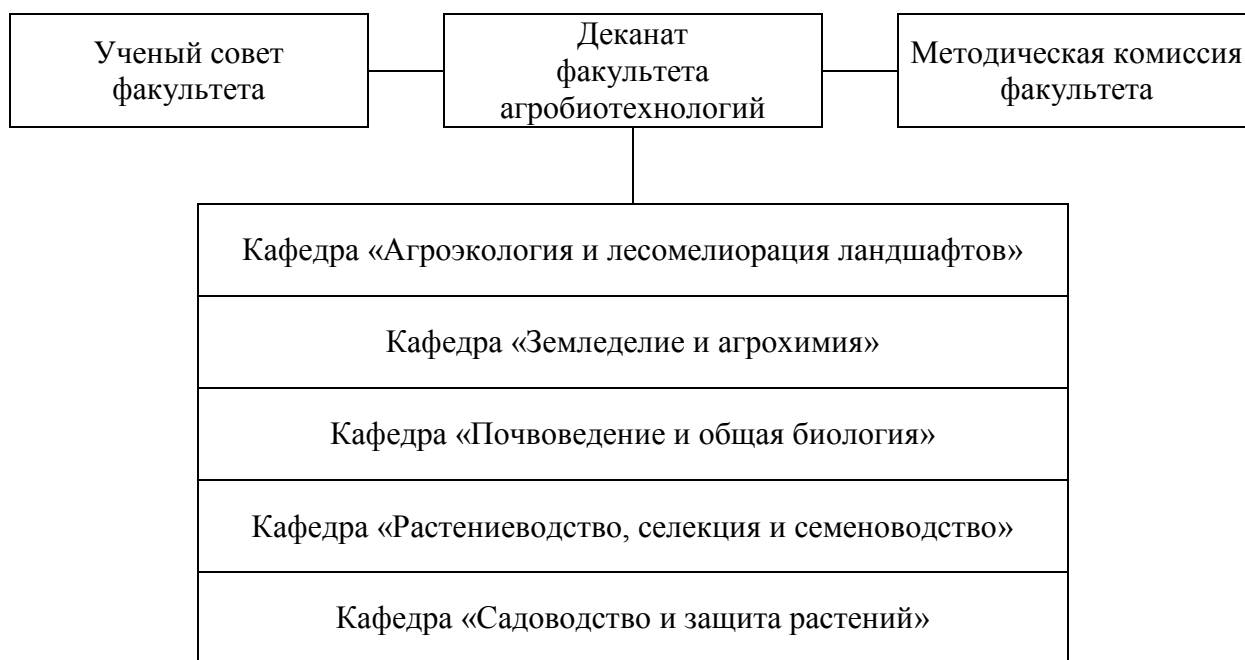 Ученый совет
факультета
Деканат
факультета
агробиотехнологий
Методическая комиссия
факультета
Кафедра «Агроэкология и лесомелиорация ландшафтов»
Кафедра «Земледелие и агрохимия»
Кафедра «Почвоведение и общая биология»
Кафедра «Растениеводство, селекция и семеноводство»
Кафедра «Садоводство и защита растений»